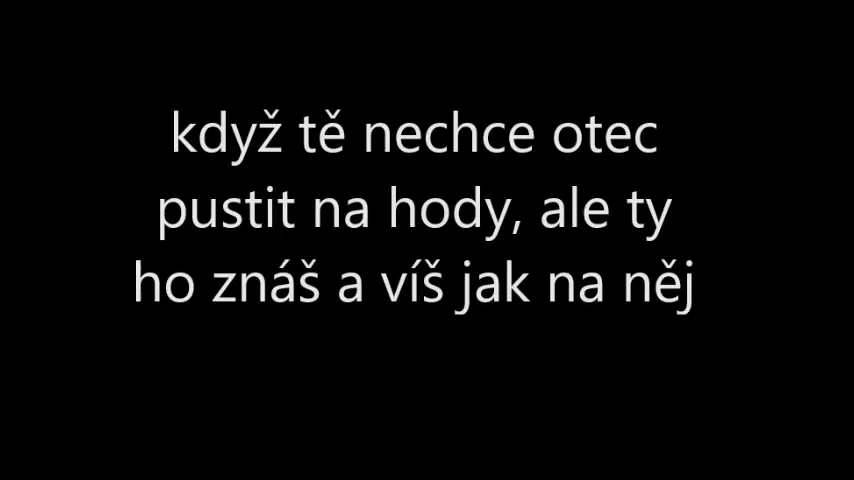 když tě nechce otec
pustit na hody, ale ty
ho znáš a víš jak na něj